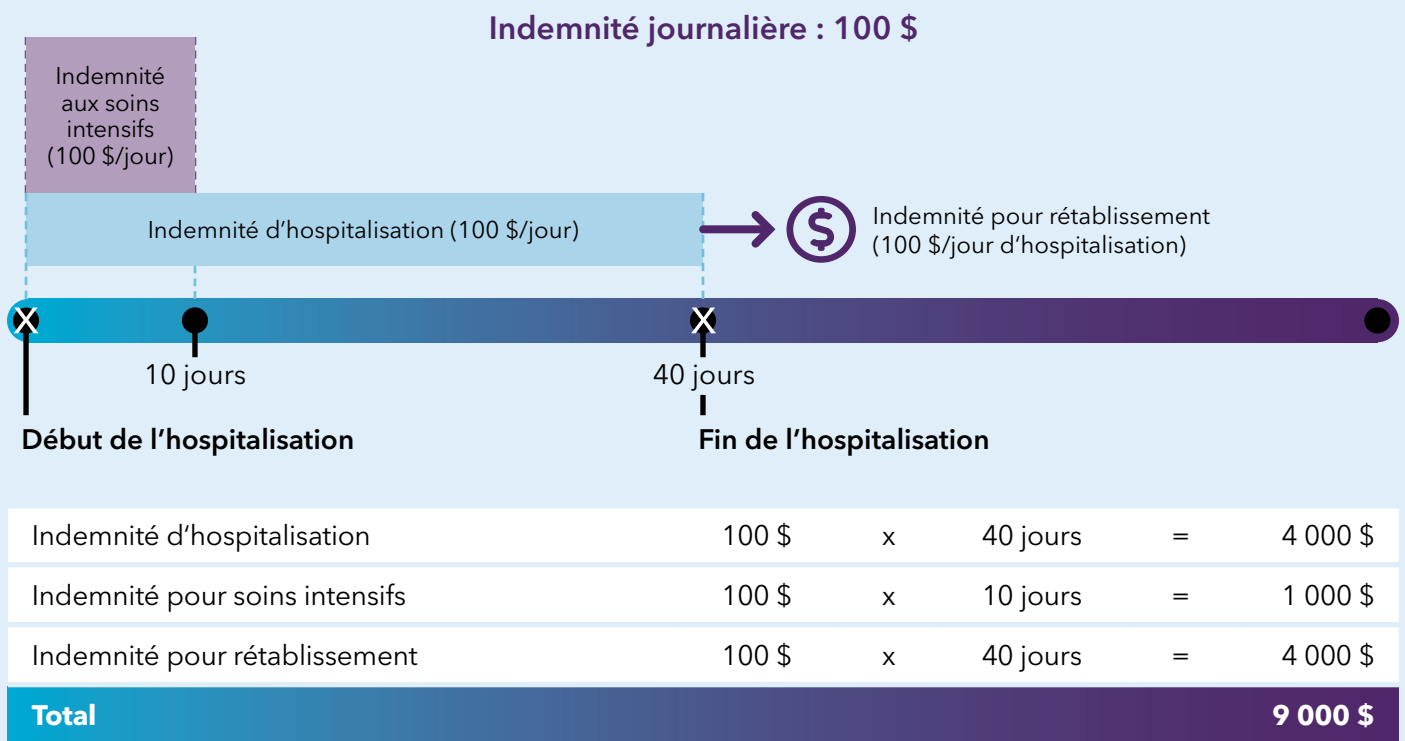 Indemnité journalière : 100 $
Indemnité
aux soins
intensifs
(100 $/jour)
Indemnité d’hospitalisation (100 $/jour)
$
Indemnité pour rétablissement
(100 $/jour d’hospitalisation)
X
X
10 jours
40 jours
Début de l’hospitalisation
Fin de l’hospitalisation
Indemnité d’hospitalisation 100 $ x 40 jours = 4 000 $
Indemnité pour soins intensifs 100 $ x 10 jours = 1 000 $
Indemnité pour rétablissement 100 $ x 40 jours = 4 000 $
Total 9 000 $